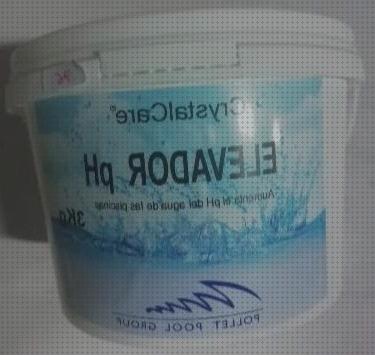 CrystalCare®
ELEVADOR pH
Aumenta el pH del agua de las piscinas
3Kg
POLLET POOL GROUP